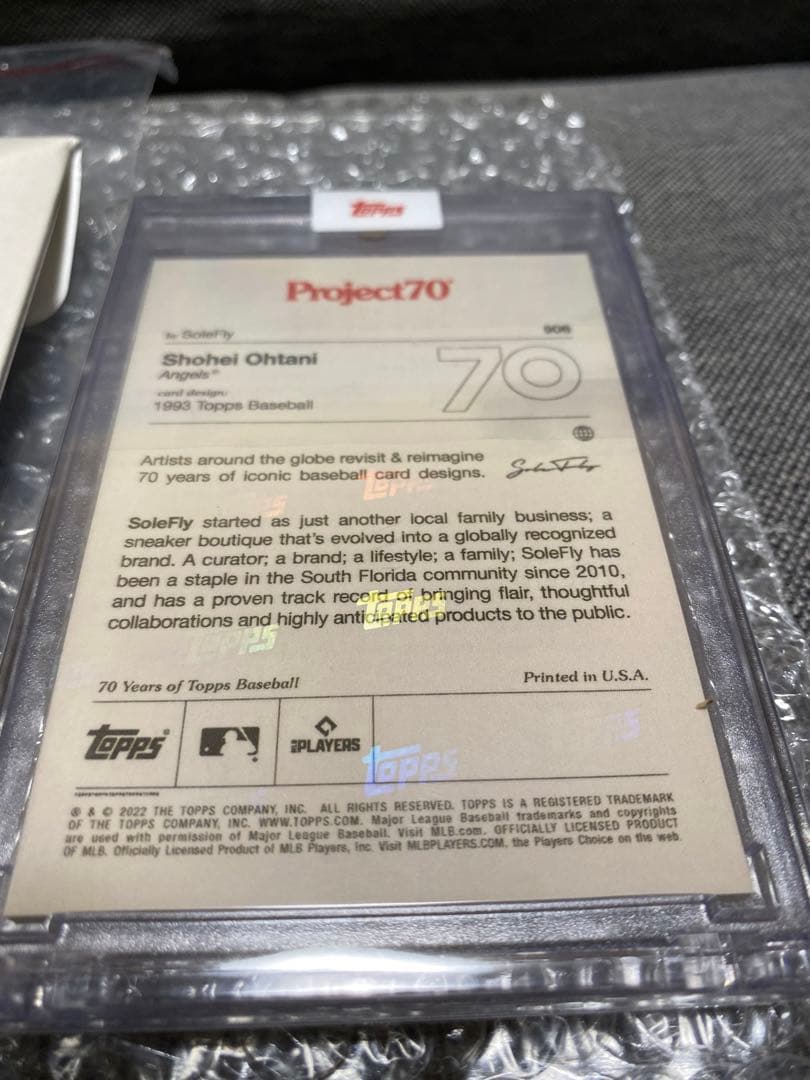 Topps
Project70®
by SoleFly 906
Shohei Ohtani
Angels™
card design:
1993 Topps Baseball
70
Artists around the globe revisit & reimagine
70 years of iconic baseball card designs.
SoleFly
SoleFly started as just another local family business; a
sneaker boutique that's evolved into a globally recognized
brand. A curator; a brand; a lifestyle; a family; SoleFly has
been a staple in the South Florida community since 2010,
and has a proven track record of bringing flair, thoughtful
collaborations and highly anticipated products to the public.
Topps
Topps
Topps
70 Years of Topps Baseball Printed in U.S.A.
Topps® PLAYERS
Topps
® & © 2022 THE TOPPS COMPANY, INC. ALL RIGHTS RESERVED. TOPPS IS A REGISTERED TRADEMARK
OF THE TOPPS COMPANY, INC. WWW.TOPPS.COM. Major League Baseball trademarks and copyrights
are used with permission of Major League Baseball. Visit MLB.com. OFFICIALLY LICENSED PRODUCT
OF MLB. Officially Licensed Product of MLB Players, Inc. Visit MLBPLAYERS.COM, the Players Choice on the web.